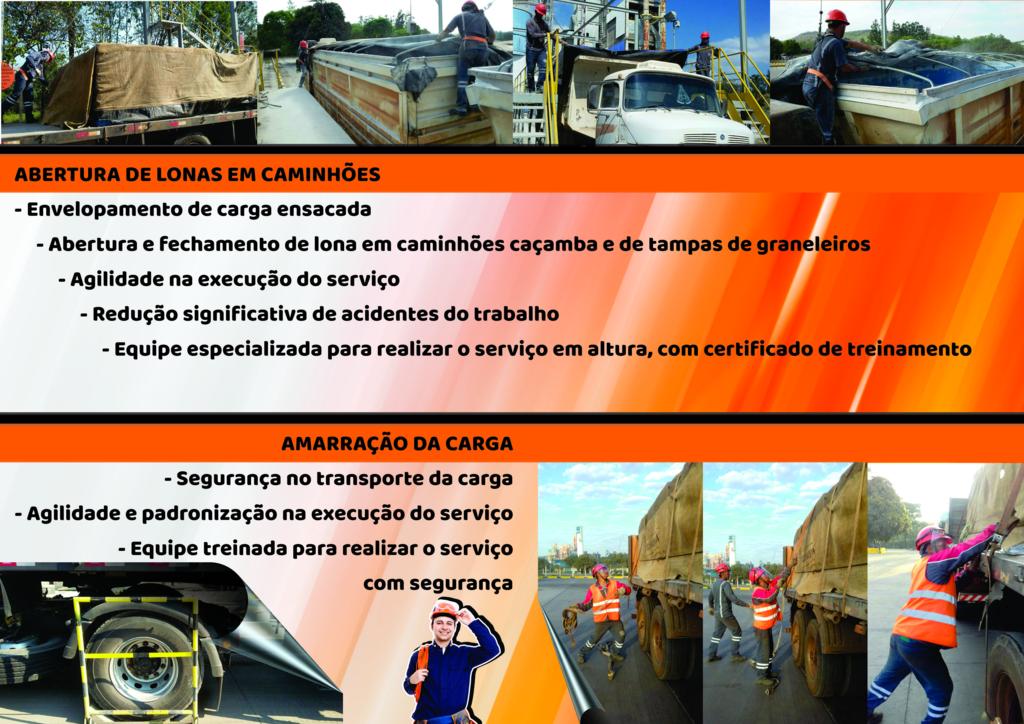 ABERTURA DE LONAS EM CAMINHÕES
- Envelopamento de carga ensacada
- Abertura e fechamento de lona em caminhões caçamba e de tampas de graneleiros
- Agilidade na execução do serviço
- Redução significativa de acidentes do trabalho
- Equipe especializada para realizar o serviço em altura, com certificado de treinamento
AMARRAÇÃO DA CARGA
- Segurança no transporte da carga
- Agilidade e padronização na execução do serviço
- Equipe treinada para realizar o serviço
com segurança